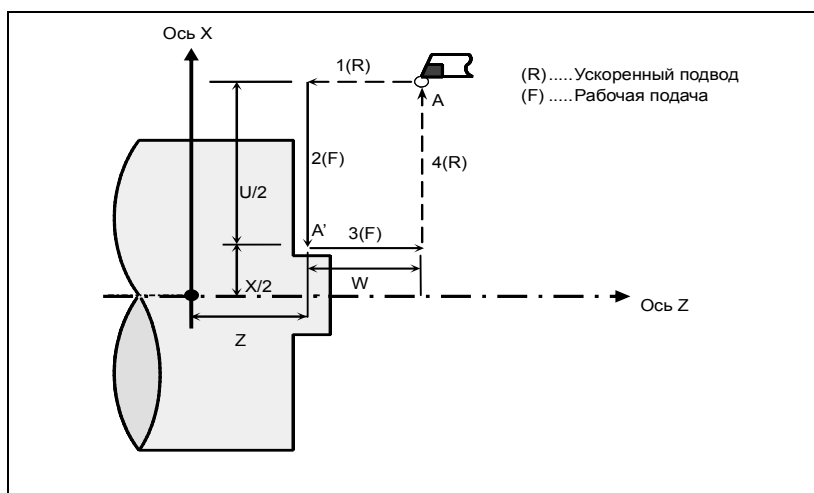 Ось X
1(R)
(R).....Ускоренный подвод
(F) .....Рабочая подача
A
2(F)
4(R)
U/2
A’
3(F)
X/2
W
Ось Z
Z